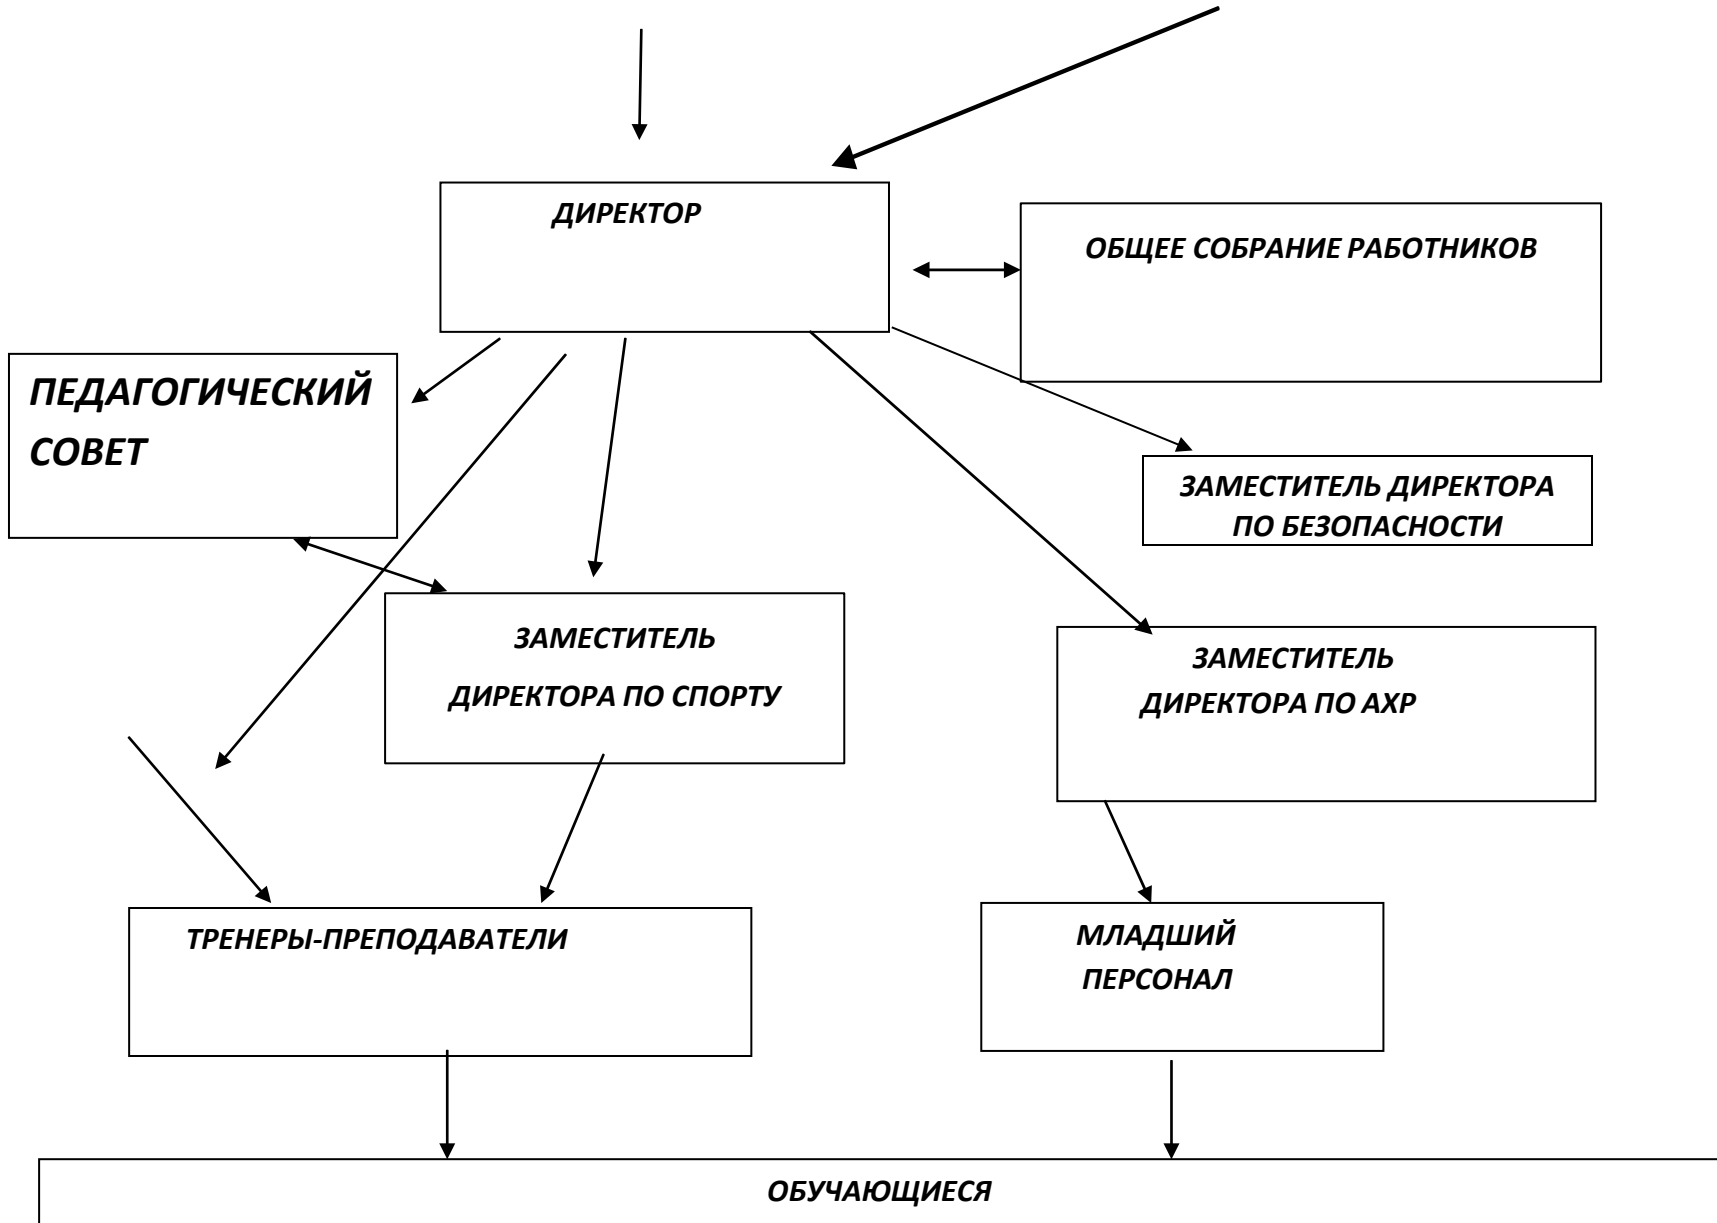 ДИРЕКТОР
ОБЩЕЕ СОБРАНИЕ РАБОТНИКОВ
ПЕДАГОГИЧЕСКИЙ
СОВЕТ
ЗАМЕСТИТЕЛЬ ДИРЕКТОРА
ПО БЕЗОПАСНОСТИ
ЗАМЕСТИТЕЛЬ
ДИРЕКТОРА ПО СПОРТУ
ЗАМЕСТИТЕЛЬ
ДИРЕКТОРА ПО АХР
ТРЕНЕРЫ-ПРЕПОДАВАТЕЛИ
МЛАДШИЙ
ПЕРСОНАЛ
ОБУЧАЮЩИЕСЯ